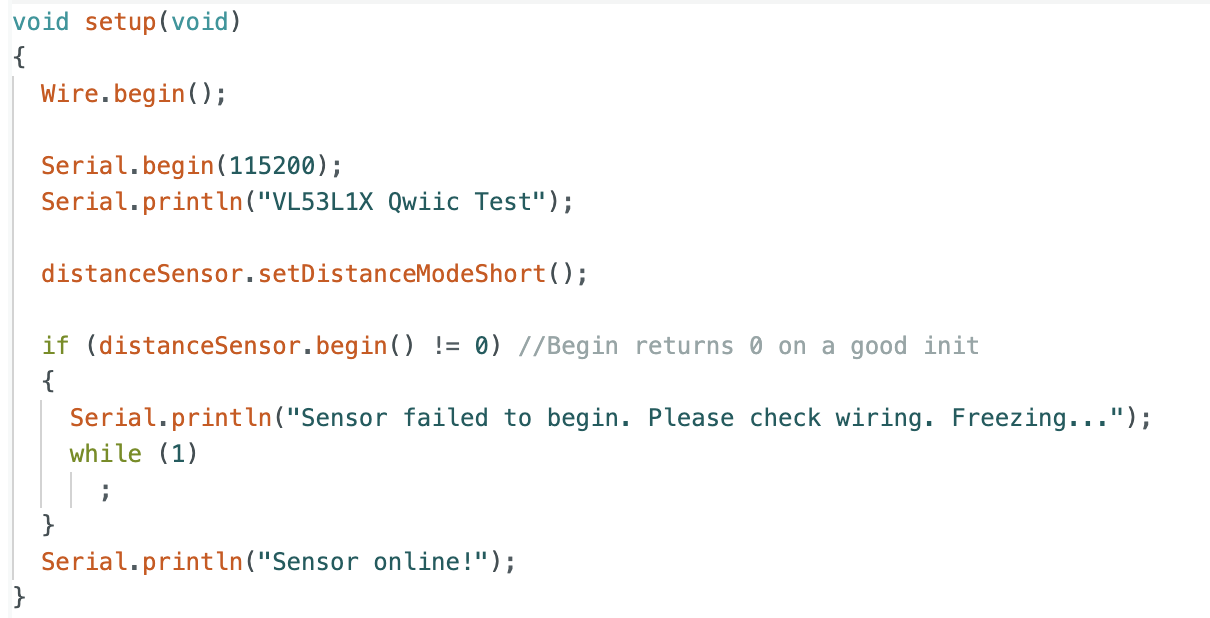 void setup(void)
{
  Wire.begin();

  Serial.begin(115200);
  Serial.println("VL53L1X Qwiic Test");

  distanceSensor.setDistanceModeShort();

  if (distanceSensor.begin() != 0) //Begin returns 0 on a good init
  {
    Serial.println("Sensor failed to begin. Please check wiring. Freezing...");
    while (1)
      ;
  }
  Serial.println("Sensor online!");
}